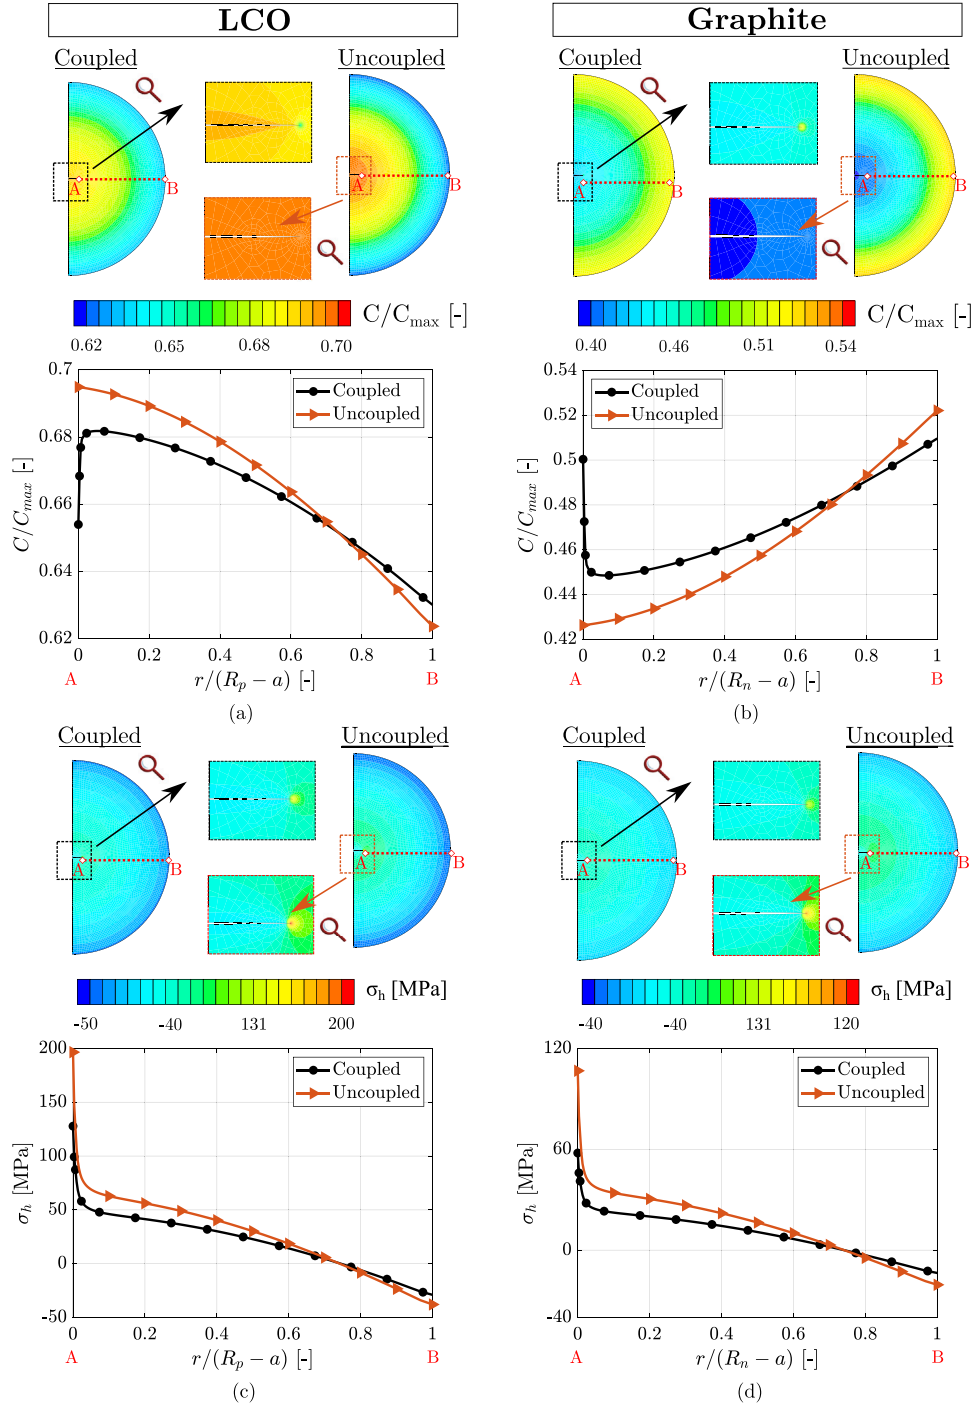 LCO
Graphite
Coupled
Uncoupled
Coupled
Uncoupled
A
B
A
B
A
B
A
B
C/C_max [-]
0.62 0.65 0.68 0.70
C/C_max [-]
0.40 0.46 0.51 0.54
0.7
0.68
0.66
0.64
0.62
C/C_max [-]
Coupled
Uncoupled
0 0.2 0.4 0.6 0.8 1
A r/(R_p − a) [-] B
(a)
0.54
0.52
0.5
0.48
0.46
0.44
0.42
C/C_max [-]
Coupled
Uncoupled
0 0.2 0.4 0.6 0.8 1
A r/(R_n − a) [-] B
(b)
Coupled
Uncoupled
Coupled
Uncoupled
A
B
A
B
A
B
A
B
σ_h [MPa]
-50 -40 131 200
σ_h [MPa]
-40 -40 131 120
200
150
100
50
0
-50
σ_h [MPa]
Coupled
Uncoupled
0 0.2 0.4 0.6 0.8 1
A r/(R_p − a) [-] B
(c)
120
60
0
-40
σ_h [MPa]
Coupled
Uncoupled
0 0.2 0.4 0.6 0.8 1
A r/(R_n − a) [-] B
(d)